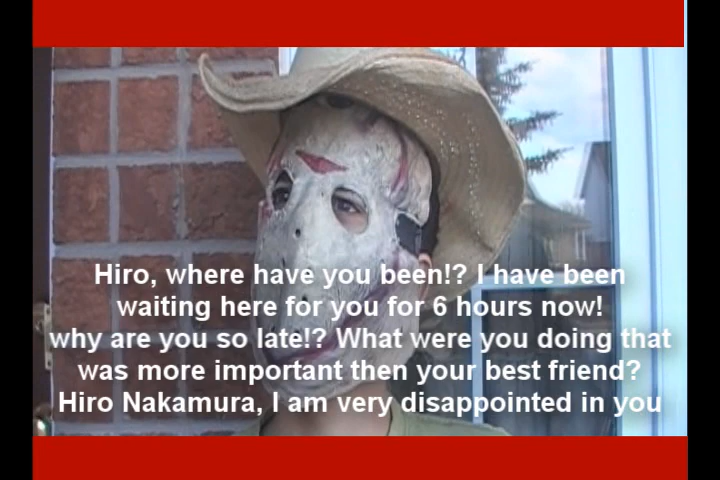 Hiro, where have you been!? I have been
waiting here for you for 6 hours now!
why are you so late!? What were you doing that
was more important then your best friend?
Hiro Nakamura, I am very disappointed in you